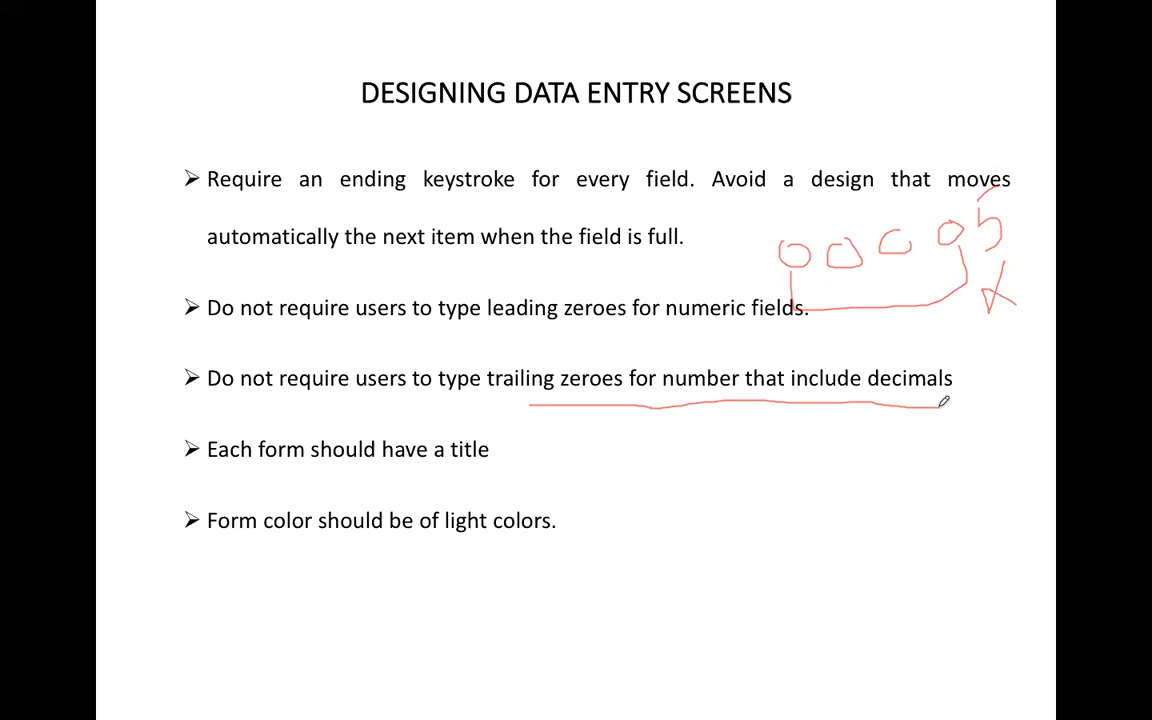 DESIGNING DATA ENTRY SCREENS
➢ Require an ending keystroke for every field. Avoid a design that moves
automatically the next item when the field is full.
00005
➢ Do not require users to type leading zeroes for numeric fields.
➢ Do not require users to type trailing zeroes for number that include decimals
➢ Each form should have a title
➢ Form color should be of light colors.